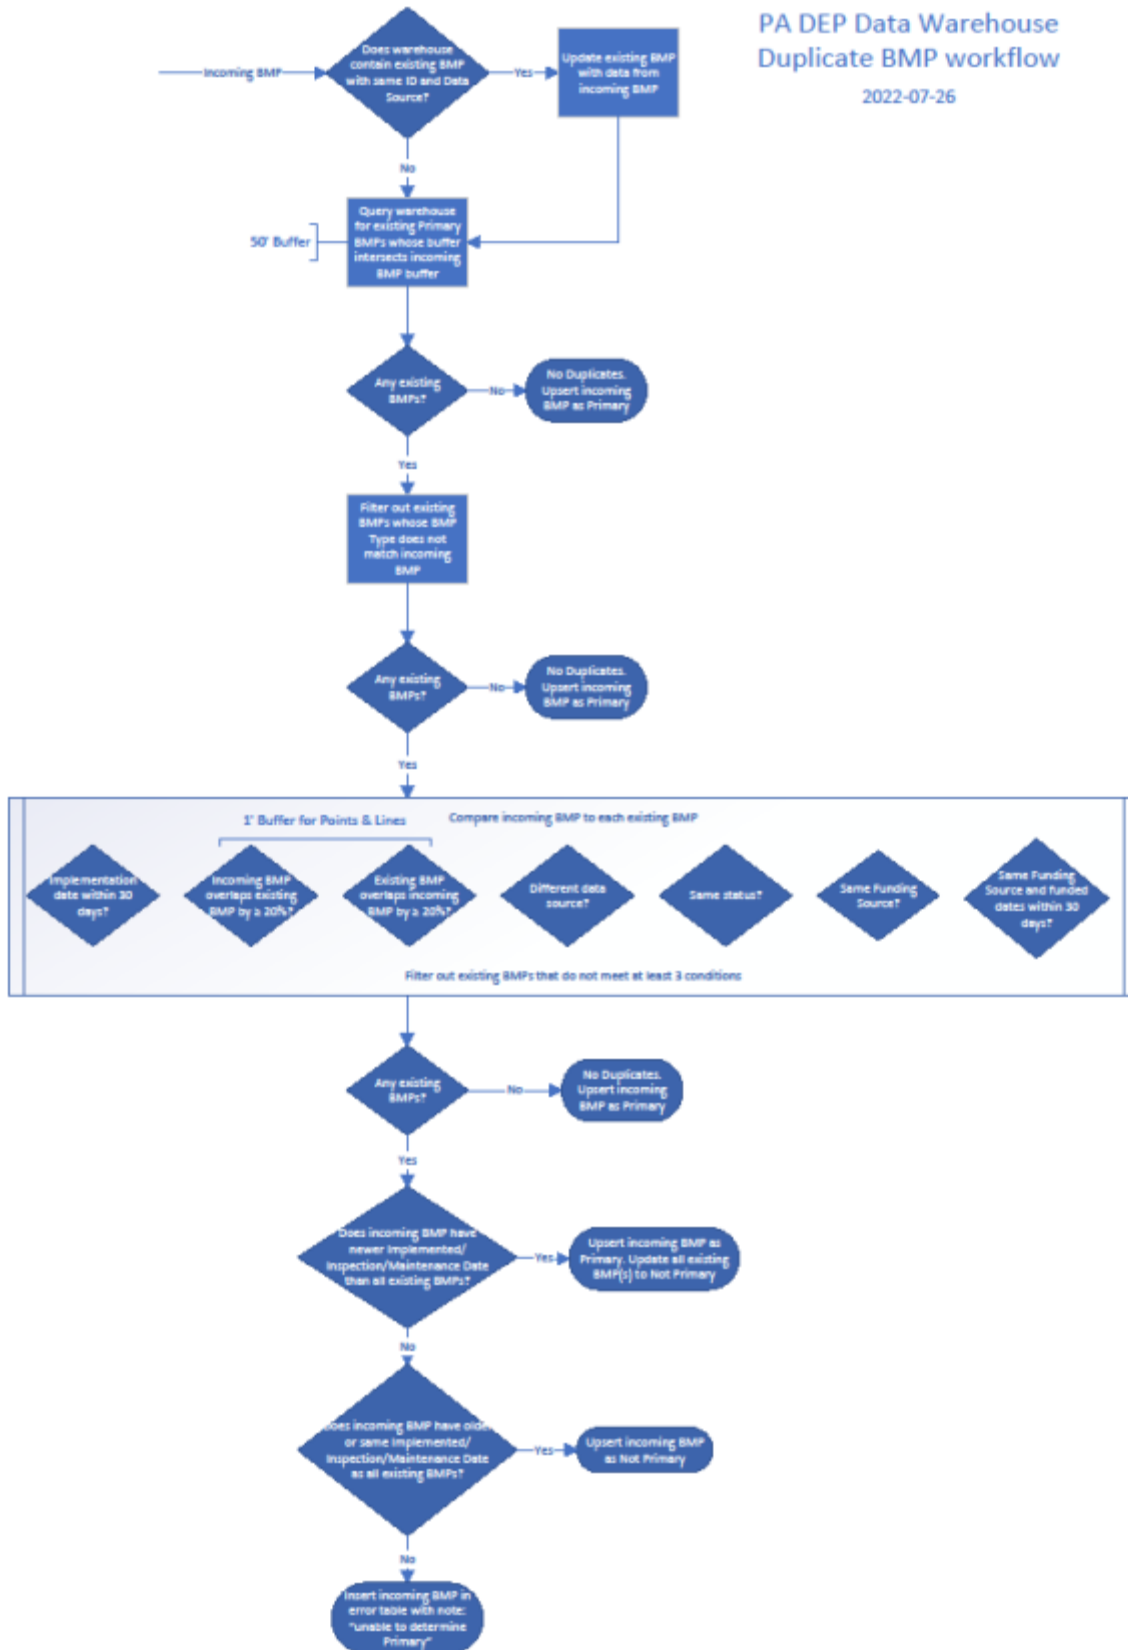 PA DEP Data Warehouse
Duplicate BMP workflow
2022-07-26
Incoming BMP
Does warehouse
contain existing BMP
with same ID and Data
Source?
Yes
Update existing BMP
with data from
incoming BMP
No
50' Buffer
Query warehouse
for existing Primary
BMPs whose buffer
intersects incoming
BMP buffer
Any existing
BMPs?
No
No Duplicates.
Upsert incoming
BMP as Primary
Yes
Filter out existing
BMPs whose BMP
Type does not
match incoming
BMP
Any existing
BMPs?
No
No Duplicates.
Upsert incoming
BMP as Primary
Yes
1' Buffer for Points & Lines
Compare incoming BMP to each existing BMP
Implementation
date within 30
days?
Incoming BMP
overlaps existing
BMP by ≥ 20%?
Existing BMP
overlaps incoming
BMP by ≥ 20%?
Different data
source?
Same status?
Same Funding
Source?
Same Funding
Source and funded
dates within 30
days?
Filter out existing BMPs that do not meet at least 3 conditions
Any existing
BMPs?
No
No Duplicates.
Upsert incoming
BMP as Primary
Yes
Does incoming BMP have
newer Implemented/
Inspection/Maintenance Date
than all existing BMPs?
Yes
Upsert incoming BMP as
Primary. Update all existing
BMP(s) to Not Primary
No
Does incoming BMP have older
or same Implemented/
Inspection/Maintenance Date
as all existing BMPs?
Yes
Upsert incoming BMP
as Not Primary
No
Insert incoming BMP in
error table with note:
"unable to determine
Primary"